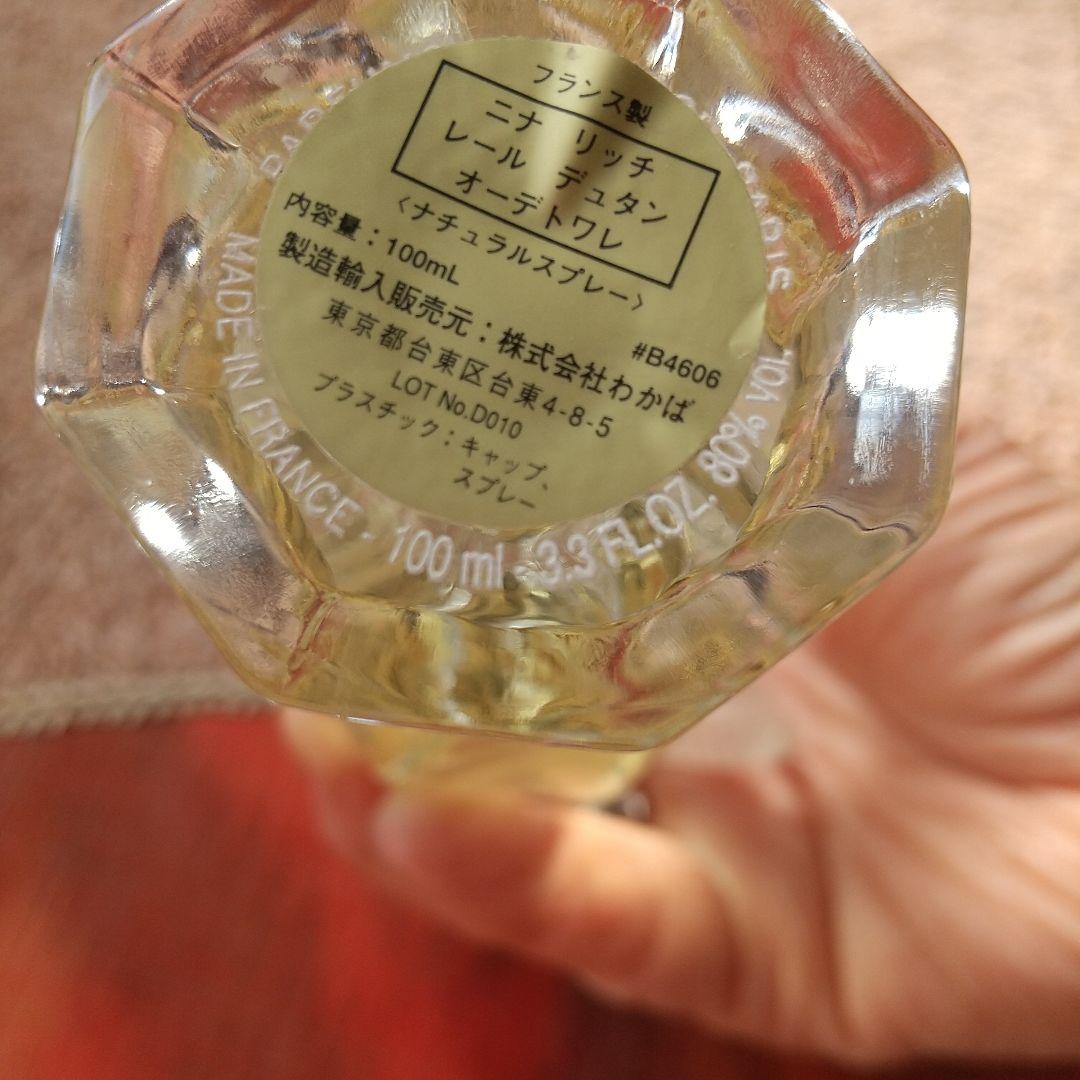 フランス製
ニナ リッチ
レール デュタン
オーデトワレ
〈ナチュラルスプレー〉
内容量：100mL #B4606
製造輸入販売元：株式会社わかば
東京都台東区台東4-8-5
LOT No.D010
プラスチック：キャップ、
スプレー
PARIS
MADE IN FRANCE - 100 ml - 3.3 FL.OZ. 80% VOL